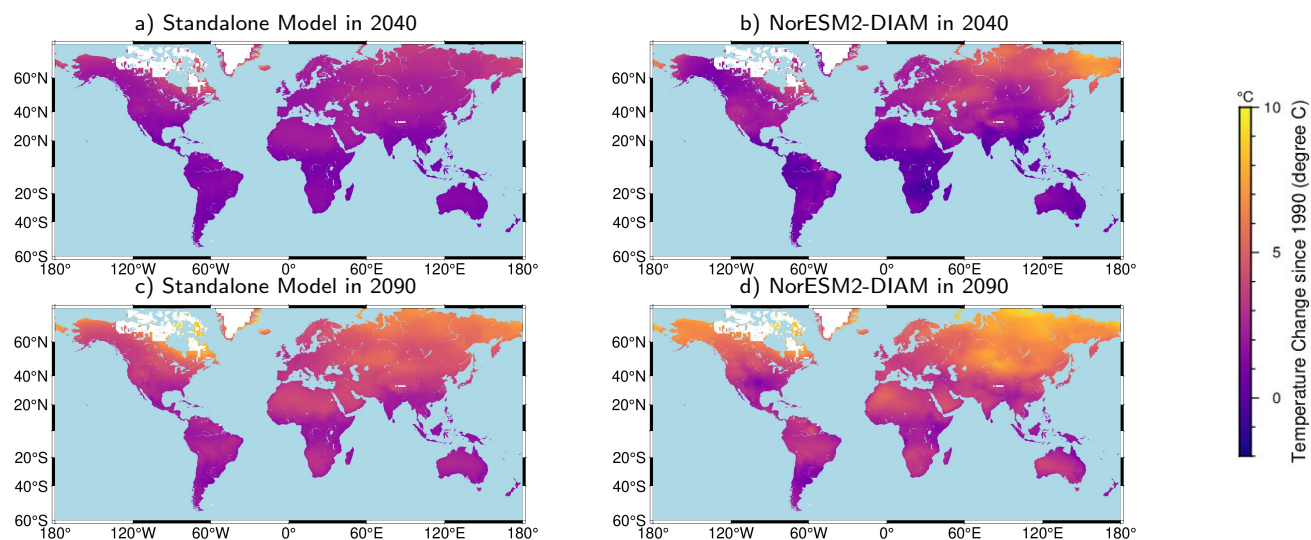 a) Standalone Model in 2040
60°N
40°N
20°N
20°S
40°S
60°S
180° 120°W 60°W 0° 60°E 120°E 180°
b) NorESM2-DIAM in 2040
60°N
40°N
20°N
20°S
40°S
60°S
180° 120°W 60°W 0° 60°E 120°E 180°
c) Standalone Model in 2090
60°N
40°N
20°N
20°S
40°S
60°S
180° 120°W 60°W 0° 60°E 120°E 180°
d) NorESM2-DIAM in 2090
60°N
40°N
20°N
20°S
40°S
60°S
180° 120°W 60°W 0° 60°E 120°E 180°
°C
10
5
0
Temperature Change since 1990 (degree C)